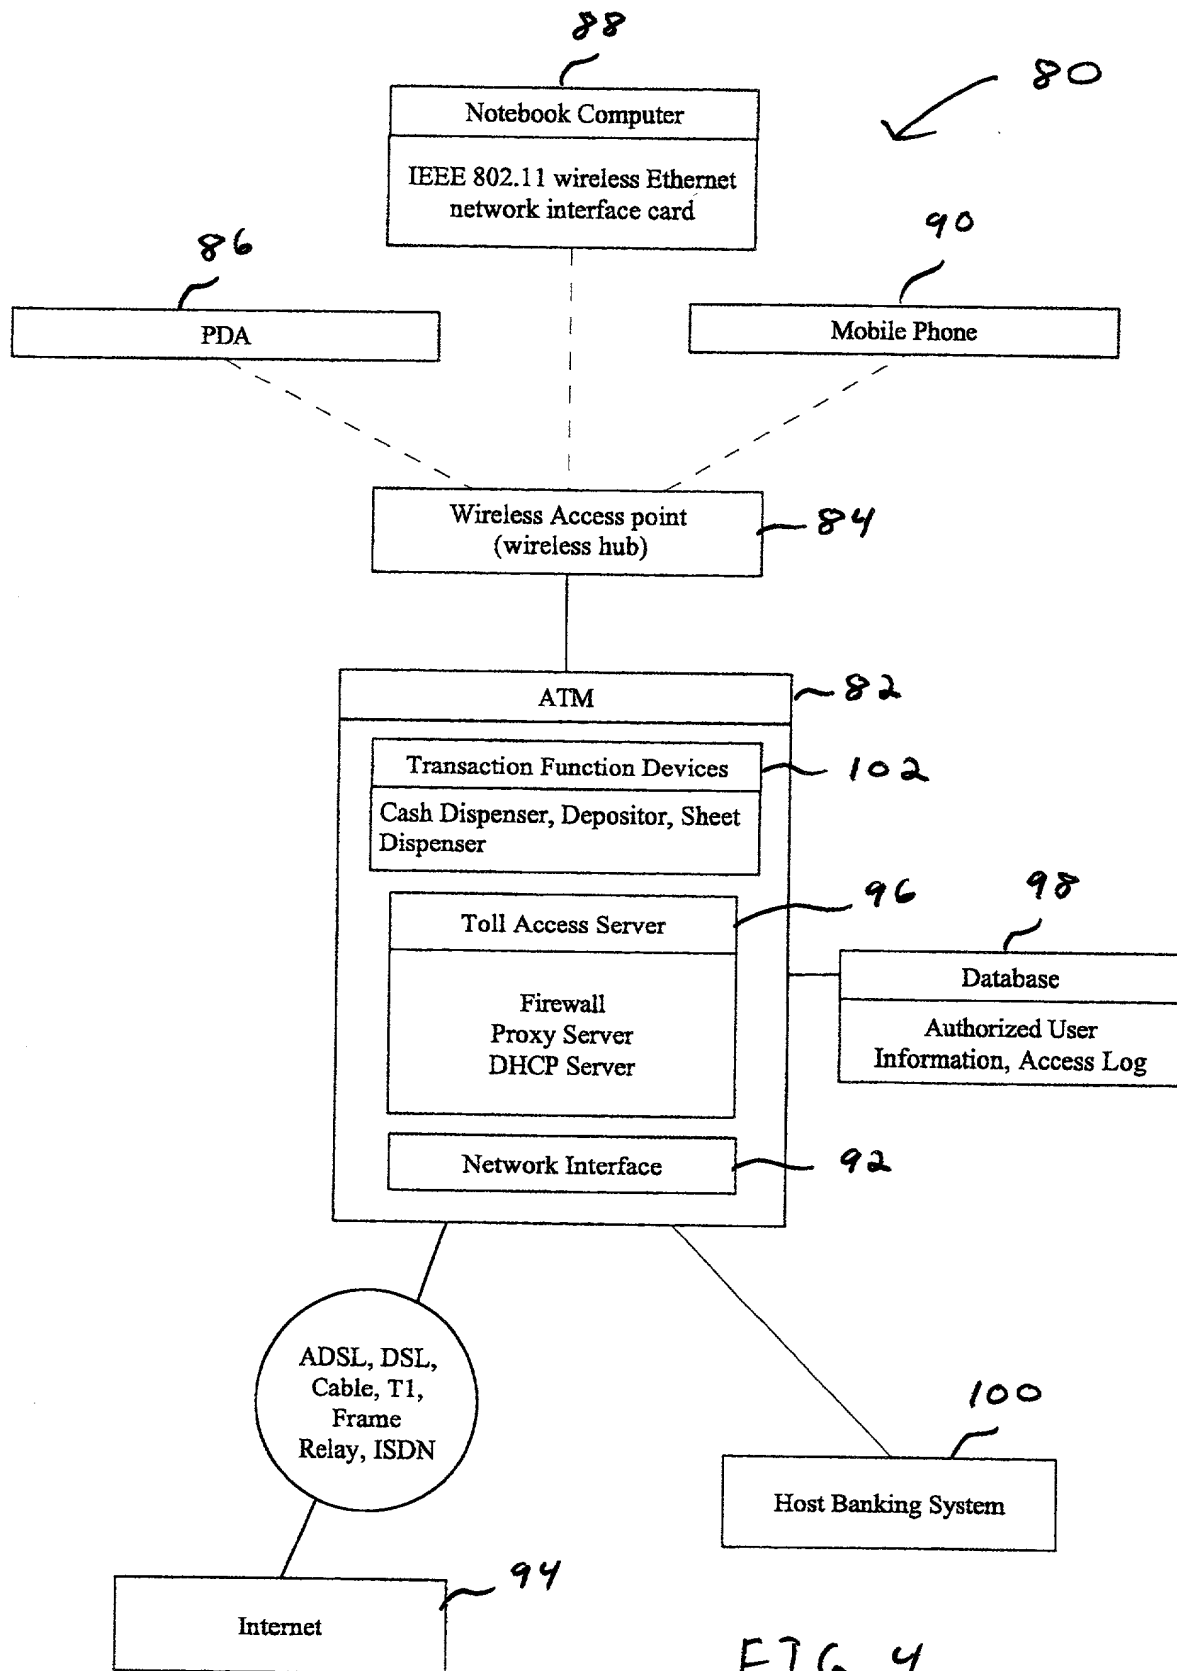 88
80
Notebook Computer
IEEE 802.11 wireless Ethernet
network interface card
86
90
PDA
Mobile Phone
Wireless Access point
(wireless hub)
84
ATM
82
Transaction Function Devices
102
Cash Dispenser, Depositor, Sheet
Dispenser
96
98
Toll Access Server
Database
Firewall
Proxy Server
DHCP Server
Authorized User
Information, Access Log
Network Interface
92
ADSL, DSL,
Cable, T1,
Frame
Relay, ISDN
100
Host Banking System
94
Internet
FIG 4